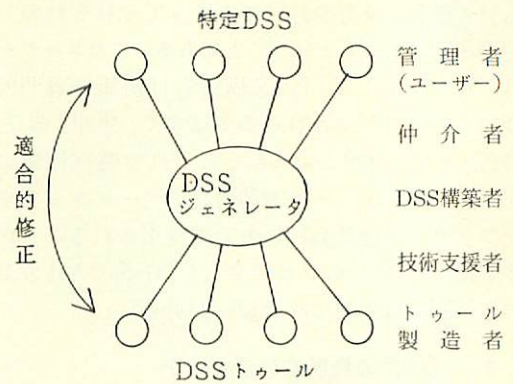 特定DSS
管理者
(ユーザー)
仲介者
適合的修正
DSS
ジェネレータ
DSS構築者
技術支援者
トゥール
製造者
DSSトゥール